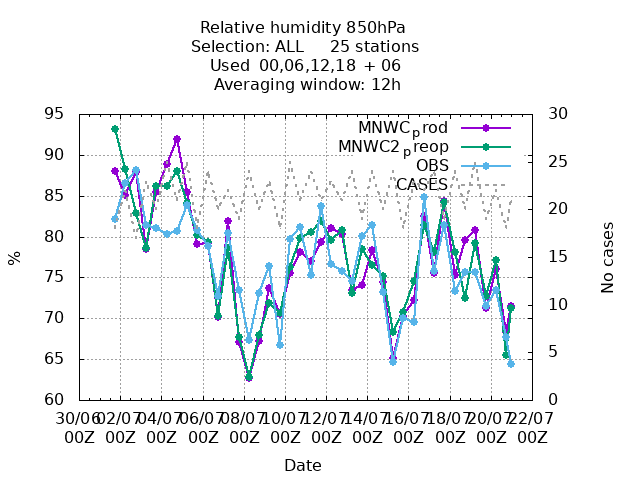 Relative humidity 850hPa
Selection: ALL 25 stations
Used 00,06,12,18 + 06
Averaging window: 12h
95 30
90 25
85 20
80
75 15
70 10
65 5
60 0
MNWCprod
MNWC2preop
OBS
CASES
%
No cases
30/06 02/07 04/07 06/07 08/07 10/07 12/07 14/07 16/07 18/07 20/07 22/07
00Z 00Z 00Z 00Z 00Z 00Z 00Z 00Z 00Z 00Z 00Z 00Z
Date